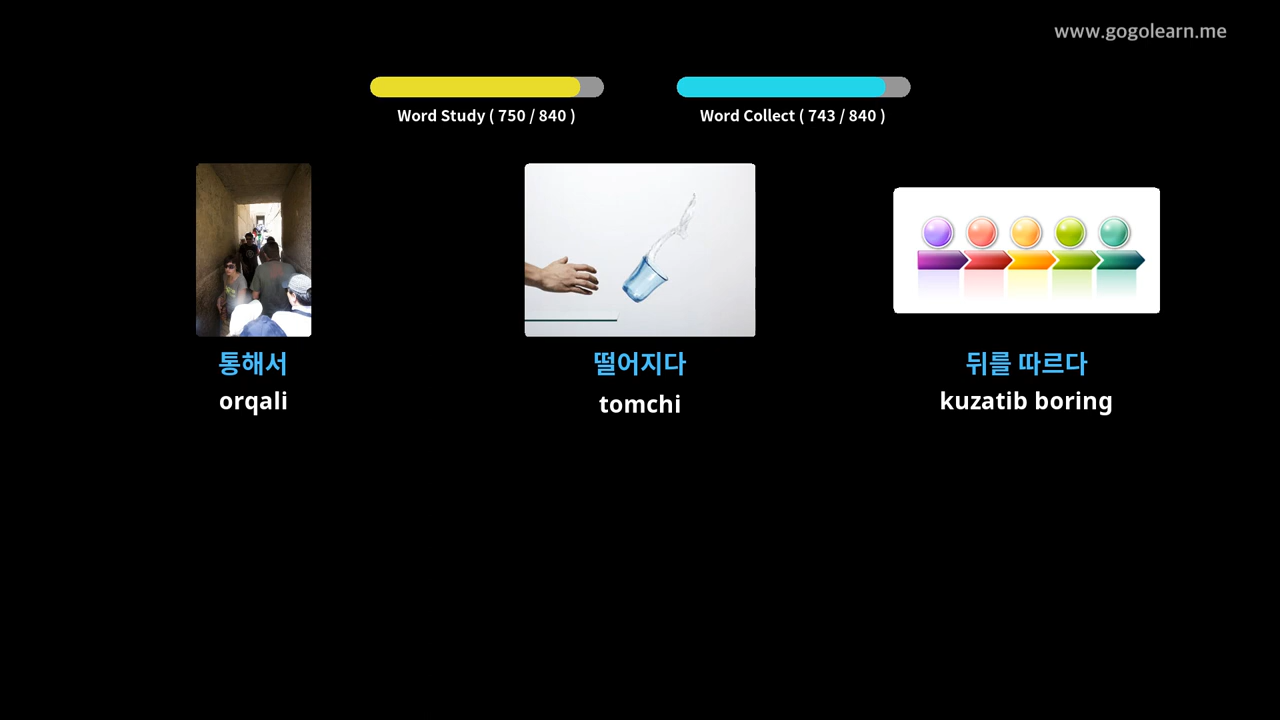 www.gogolearn.me
Word Study ( 750 / 840 )
Word Collect ( 743 / 840 )
통해서
orqali
떨어지다
tomchi
뒤를 따르다
kuzatib boring